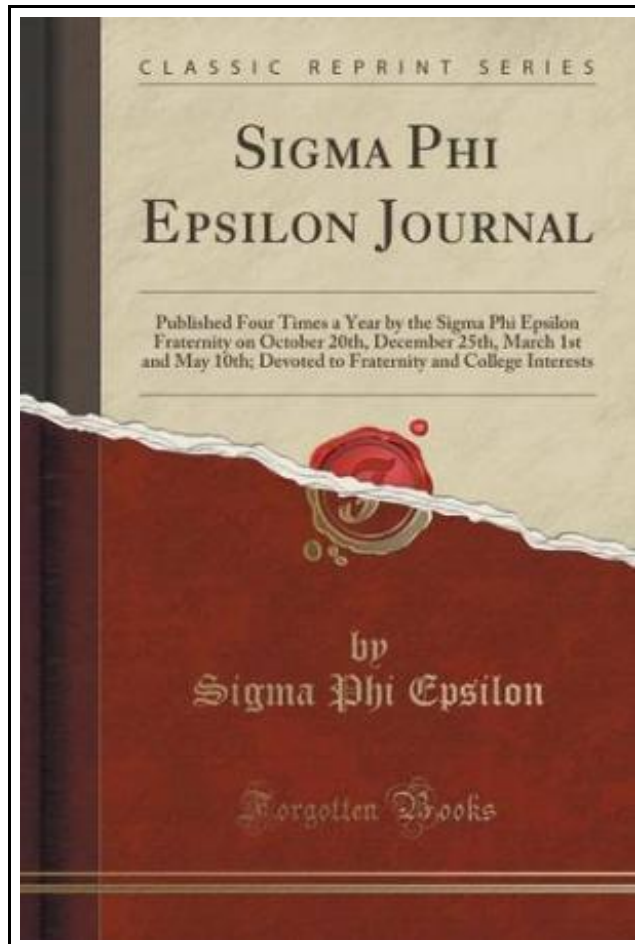 CLASSIC REPRINT SERIES
SIGMA PHI
EPSILON JOURNAL
Published Four Times a Year by the Sigma Phi Epsilon
Fraternity on October 20th, December 25th, March 1st
and May 10th; Devoted to Fraternity and College Interests
by
Sigma Phi Epsilon
Forgotten Books